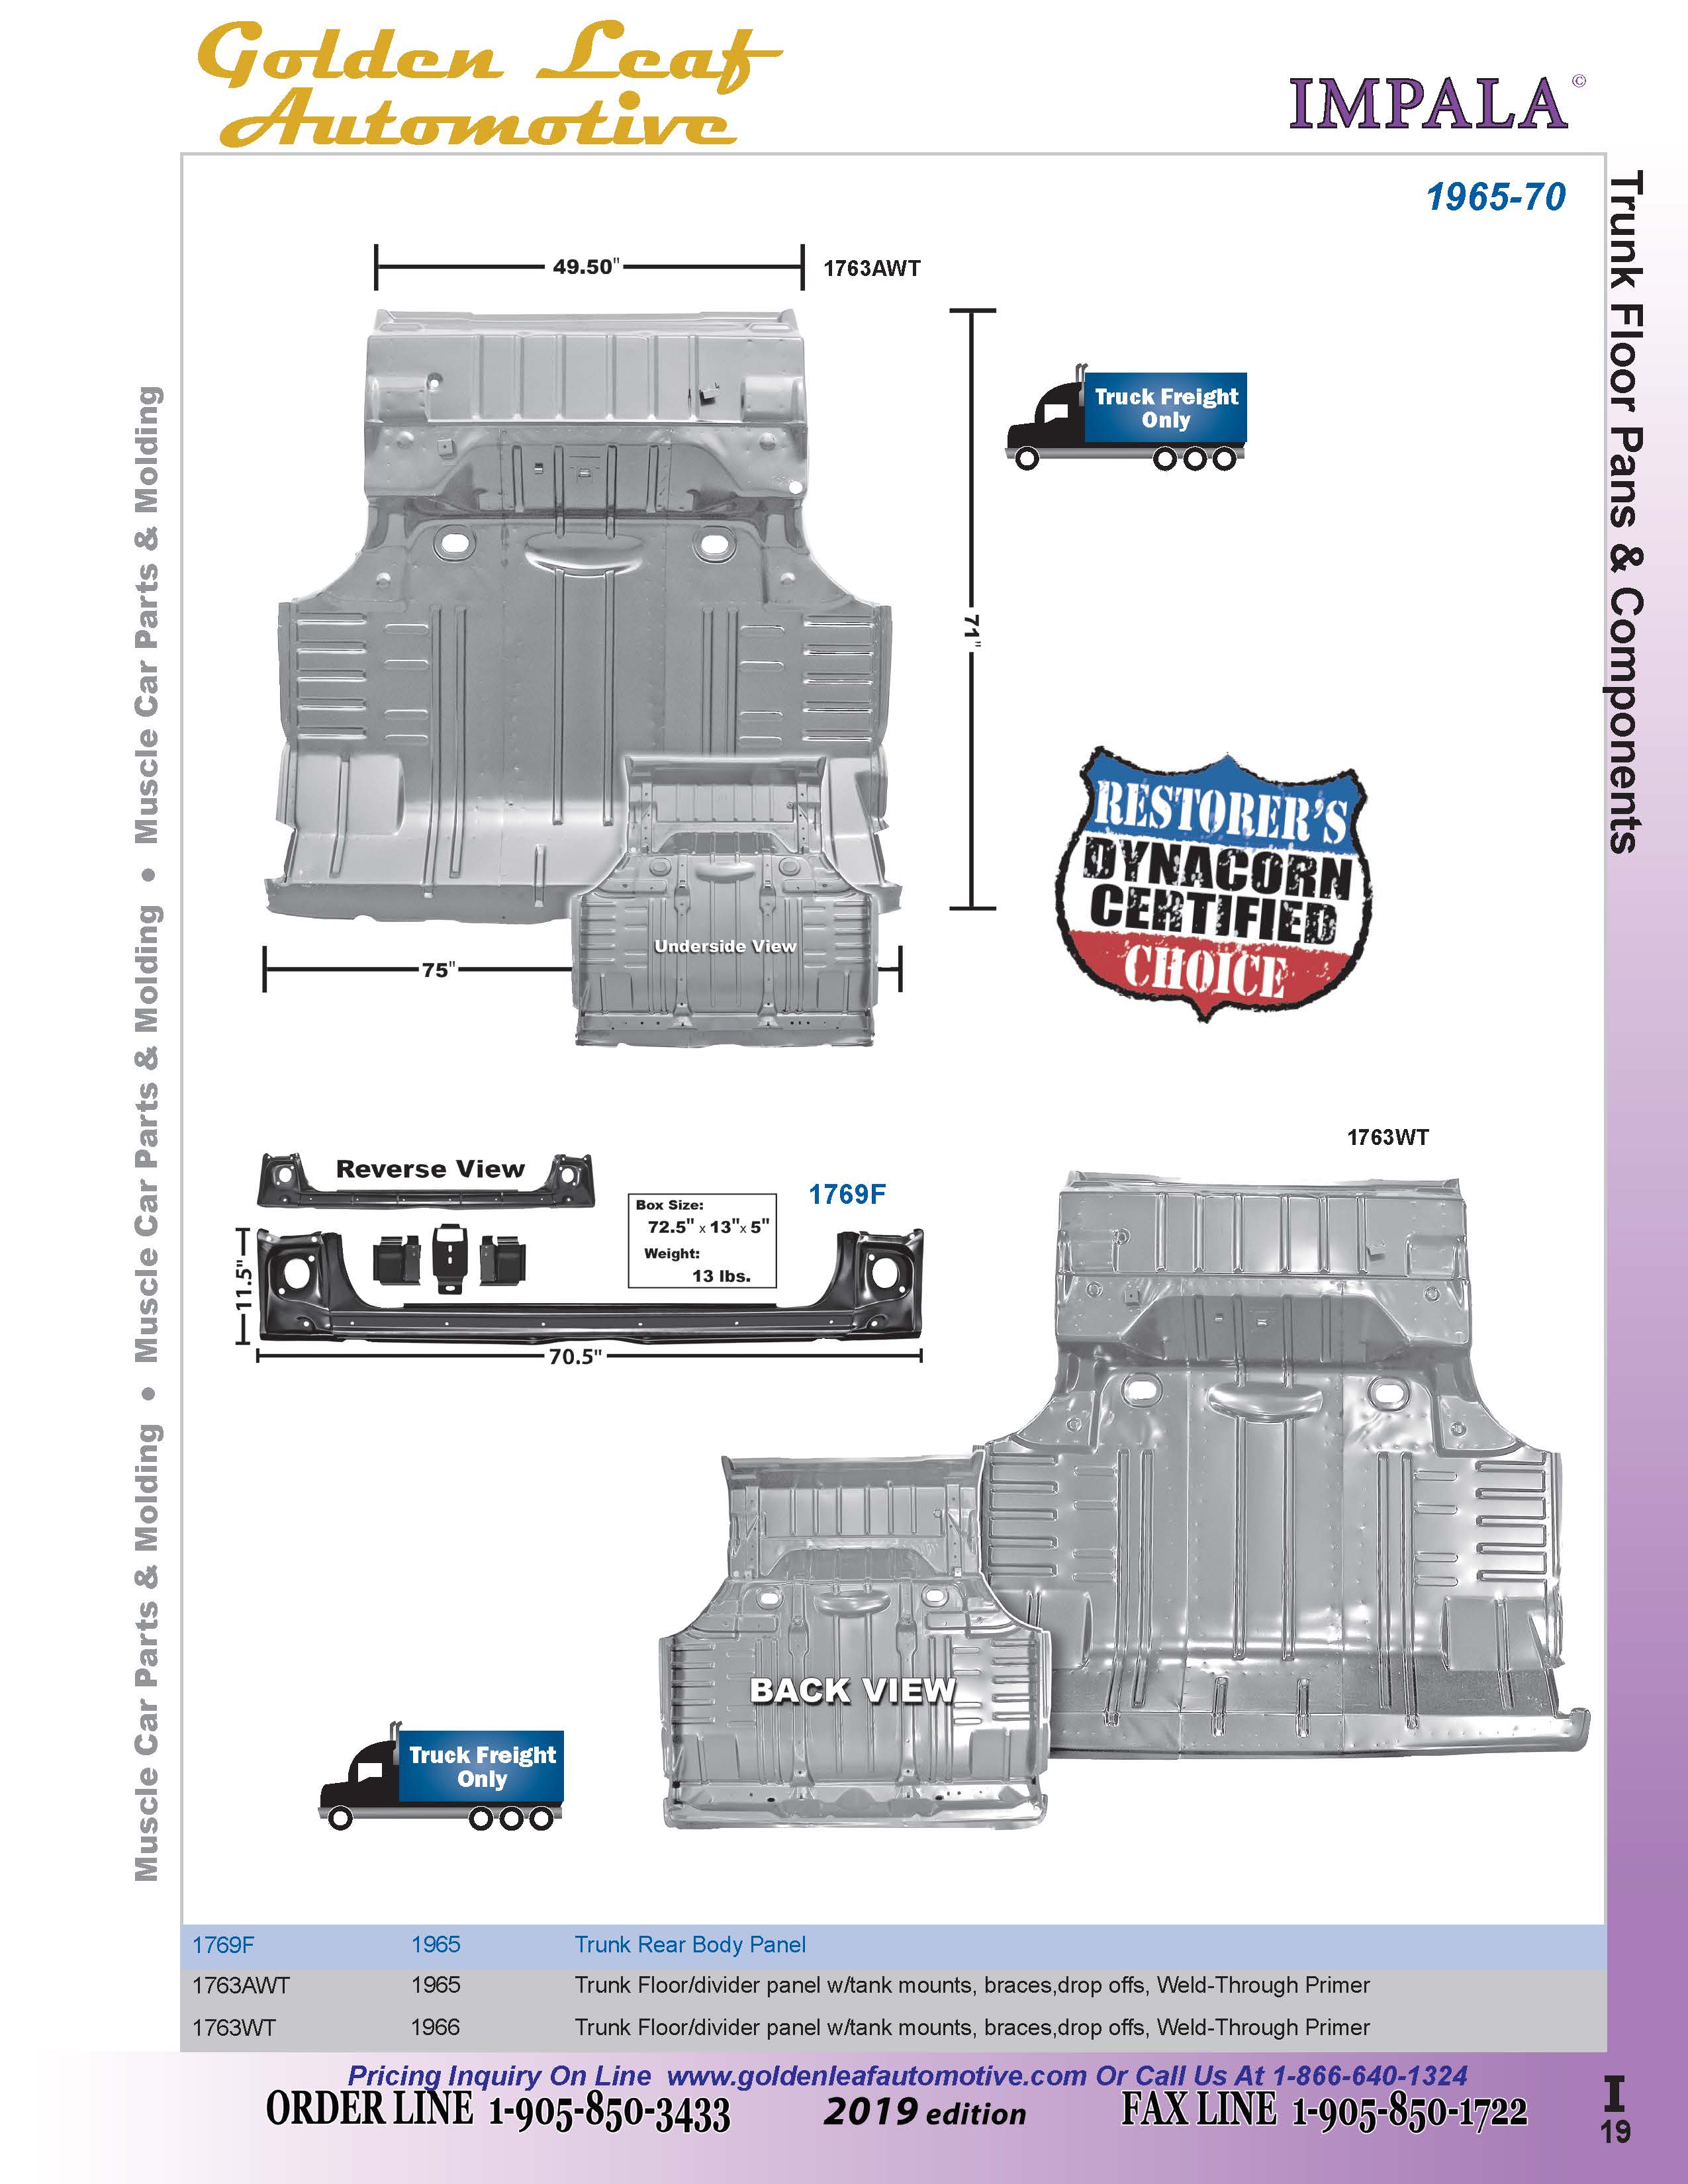 Golden Leaf
Automotive
IMPALA©
1965-70
Trunk Floor Pans & Components
Muscle Car Parts & Molding • Muscle Car Parts & Molding • Muscle Car Parts & Molding
49.50"
1763AWT
71"
Truck Freight
Only
RESTORER'S
DYNACORN
CERTIFIED
CHOICE
Underside View
75"
1763WT
Reverse View
1769F
Box Size:
72.5" x 13"x 5"
Weight:
13 lbs.
11.5"
70.5"
BACK VIEW
Truck Freight
Only
1769F 1965 Trunk Rear Body Panel
1763AWT 1965 Trunk Floor/divider panel w/tank mounts, braces,drop offs, Weld-Through Primer
1763WT 1966 Trunk Floor/divider panel w/tank mounts, braces,drop offs, Weld-Through Primer
Pricing Inquiry On Line www.goldenleafautomotive.com Or Call Us At 1-866-640-1324
ORDER LINE 1-905-850-3433 2019 edition FAX LINE 1-905-850-1722
I
19